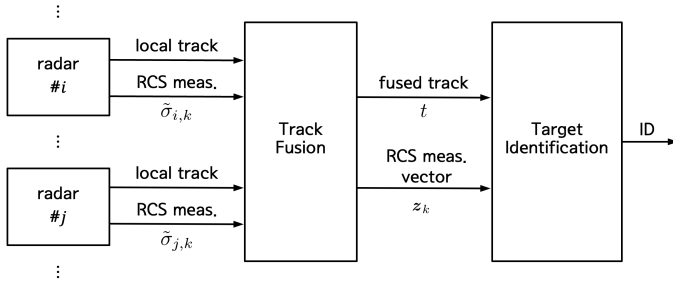 ⋮
radar
#i
local track
RCS meas.
σ̃i,k
⋮
radar
#j
local track
RCS meas.
σ̃j,k
⋮
Track
Fusion
fused track
t
RCS meas.
vector
zk
Target
Identification
ID